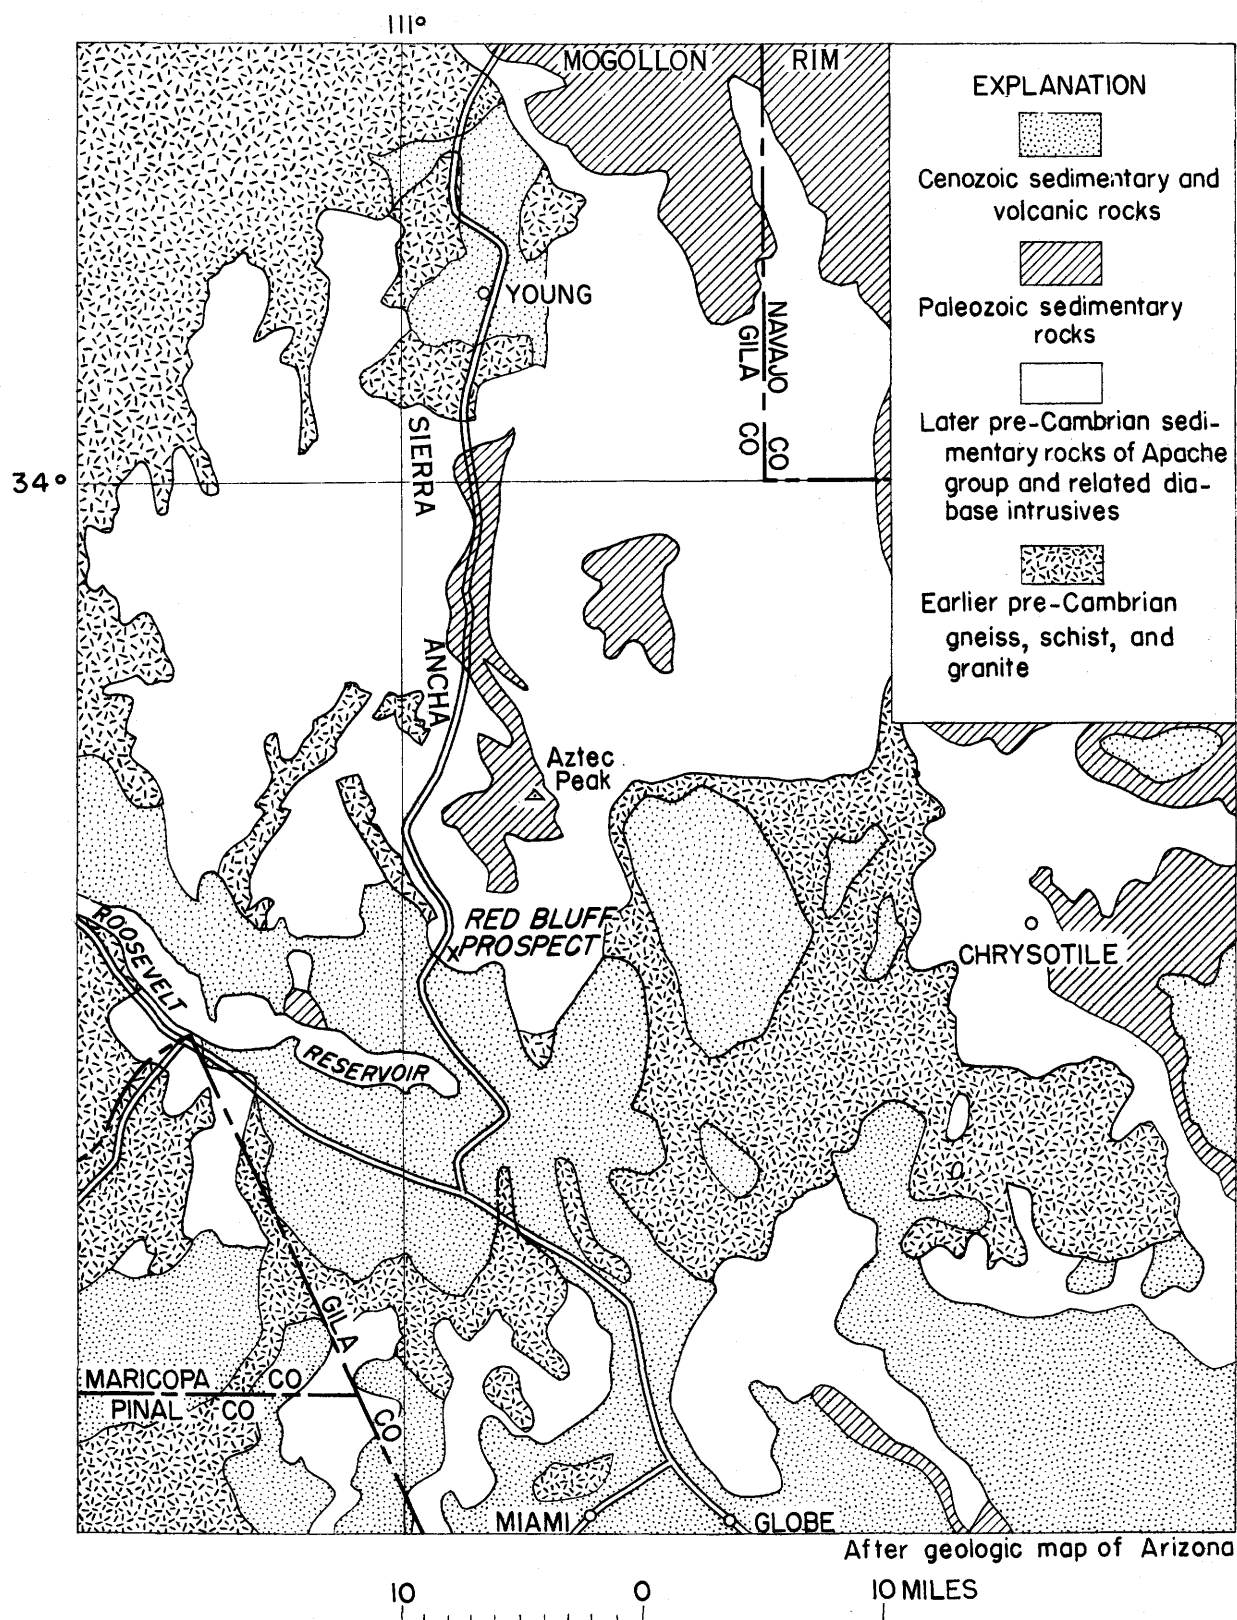 111°
MOGOLLON RIM
EXPLANATION
Cenozoic sedimentary and
volcanic rocks
Paleozoic sedimentary
rocks
Later pre-Cambrian sedi-
mentary rocks of Apache
group and related dia-
base intrusives
Earlier pre-Cambrian
gneiss, schist, and
granite
YOUNG
NAVAJO CO
GILA CO
34°
SIERRA
ANCHA
Aztec
Peak
RED BLUFF
PROSPECT
CHRYSOTILE
ROOSEVELT
RESERVOIR
GILA CO
MARICOPA CO
PINAL CO
MIAMI
GLOBE
After geologic map of Arizona
10 0 10 MILES